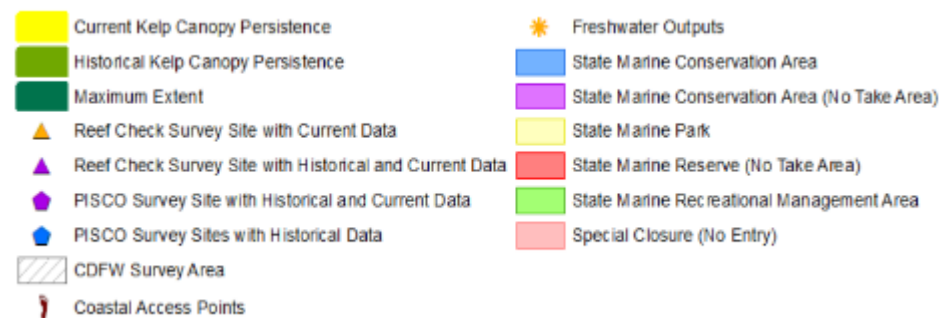 Current Kelp Canopy Persistence
Historical Kelp Canopy Persistence
Maximum Extent
Reef Check Survey Site with Current Data
Reef Check Survey Site with Historical and Current Data
PISCO Survey Site with Historical and Current Data
PISCO Survey Sites with Historical Data
CDFW Survey Area
Coastal Access Points
Freshwater Outputs
State Marine Conservation Area
State Marine Conservation Area (No Take Area)
State Marine Park
State Marine Reserve (No Take Area)
State Marine Recreational Management Area
Special Closure (No Entry)